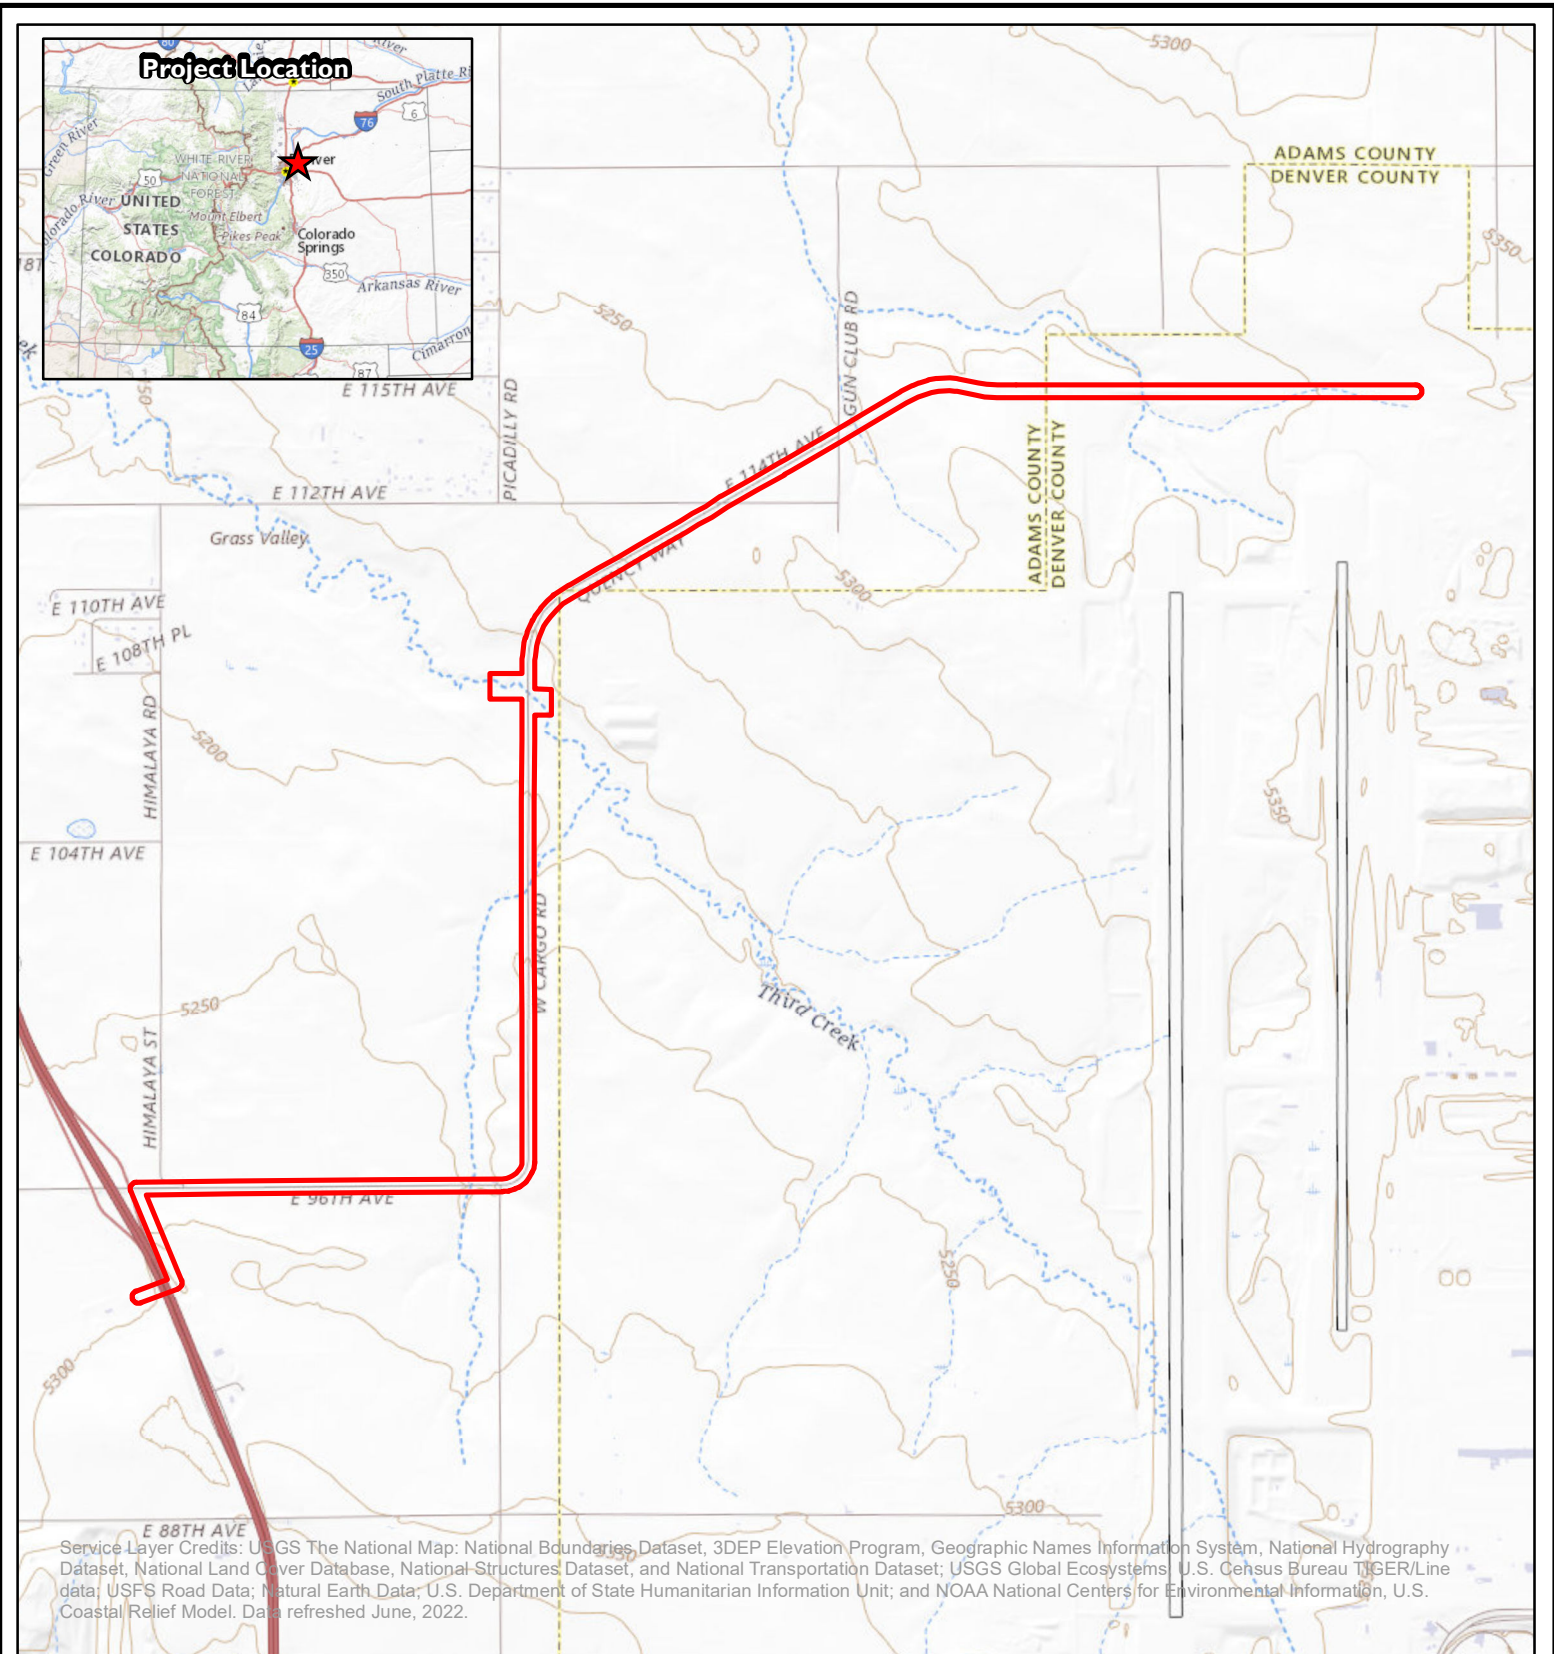 Project Location
River
South Platte Ri
76
6
Green River
WHITE RIVER
NATIONAL
FOREST
50
Colorado River
UNITED
STATES
COLORADO
Mount Elbert
Pikes Peak
Colorado
Springs
350
Arkansas River
84
25
87
Cimarron
5300
ADAMS COUNTY
DENVER COUNTY
5350
5250
GUN CLUB RD
E 115TH AVE
PICADILLY RD
E 114TH AVE
E 112TH AVE
Grass Valley
ADAMS COUNTY
DENVER COUNTY
QUENCY WAY
5300
E 110TH AVE
E 108TH PL
HIMALAYA RD
5200
5350
E 104TH AVE
W CARGO RD
Third Creek
5250
HIMALAYA ST
E 96TH AVE
5250
5300
5300
E 88TH AVE
5350
Service Layer Credits: USGS The National Map: National Boundaries Dataset, 3DEP Elevation Program, Geographic Names Information System, National Hydrography
Dataset, National Land Cover Database, National Structures Dataset, and National Transportation Dataset; USGS Global Ecosystems; U.S. Census Bureau TIGER/Line
data; USFS Road Data; Natural Earth Data; U.S. Department of State Humanitarian Information Unit; and NOAA National Centers for Environmental Information, U.S.
Coastal Relief Model. Data refreshed June, 2022.